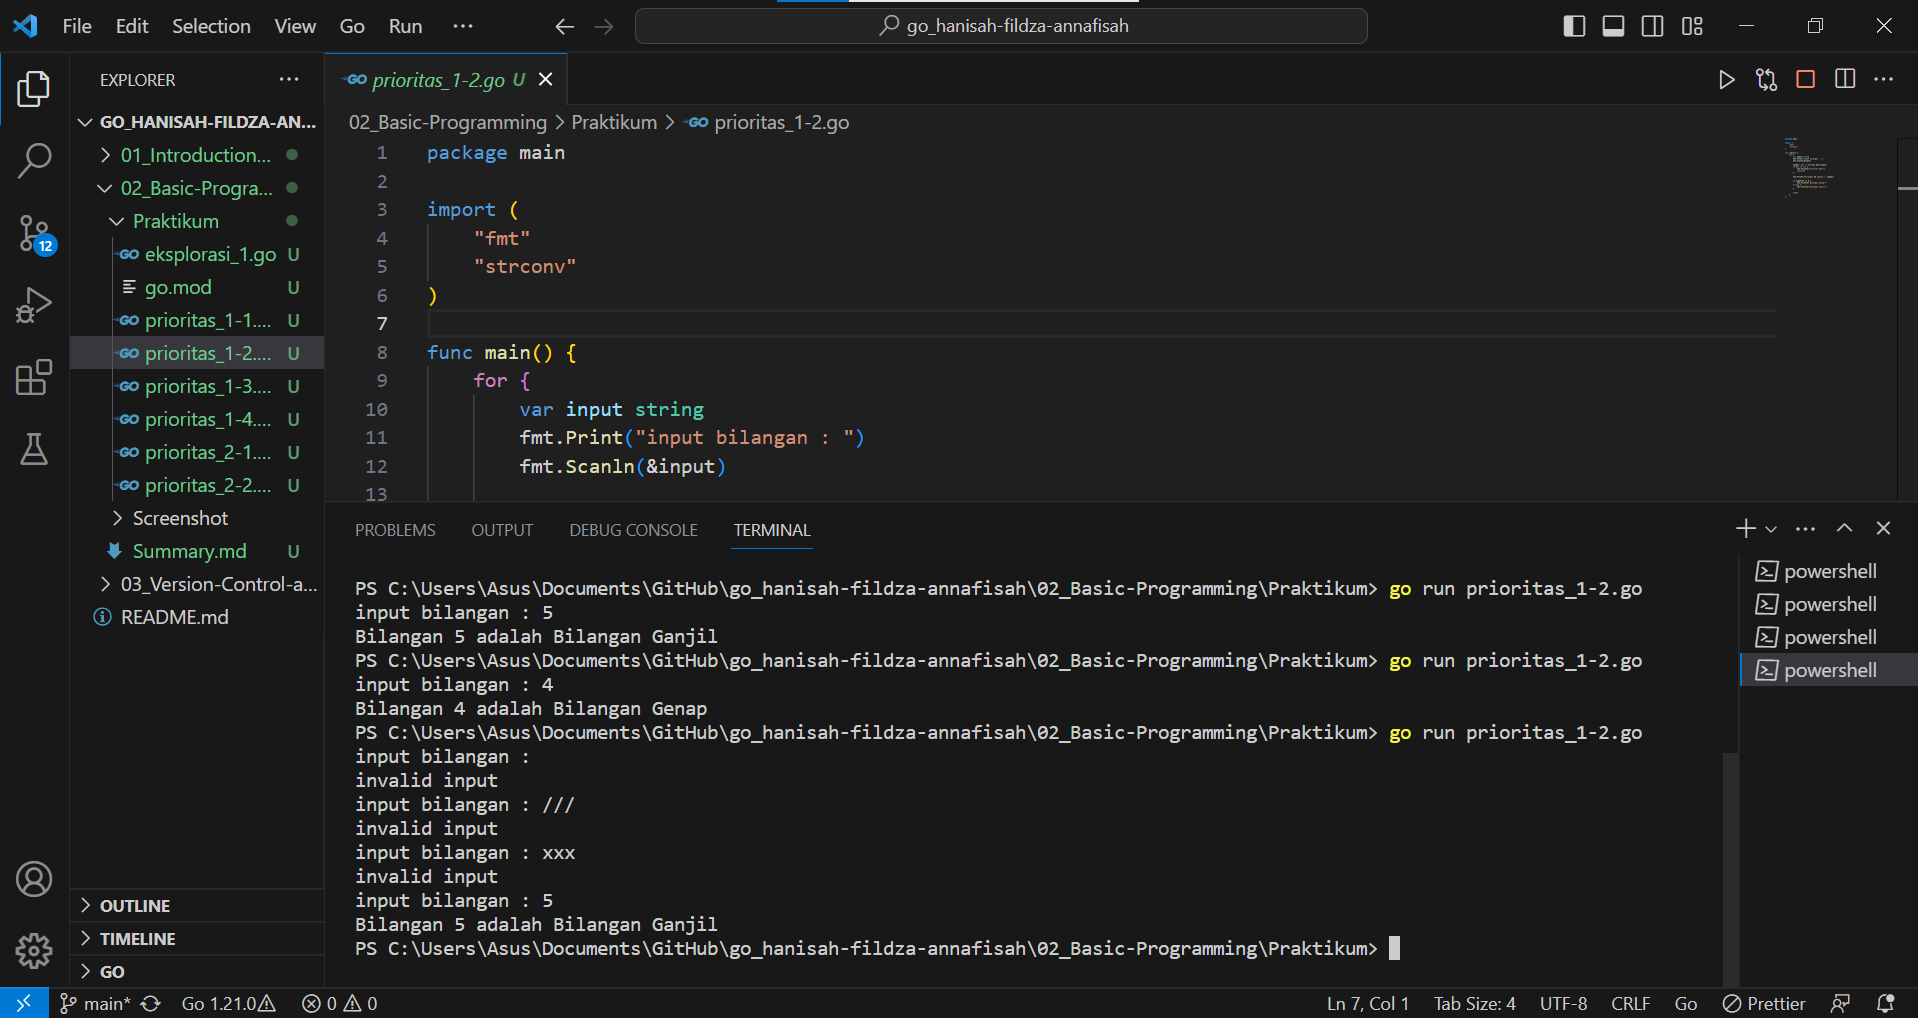 File Edit Selection View Go Run ···
go_hanisah-fildza-annafisah
EXPLORER ···
GO_HANISAH-FILDZA-AN...
01_Introduction...
02_Basic-Progra...
Praktikum
GO eksplorasi_1.go U
go.mod U
GO prioritas_1-1.... U
GO prioritas_1-2.... U
GO prioritas_1-3.... U
GO prioritas_1-4.... U
GO prioritas_2-1.... U
GO prioritas_2-2.... U
Screenshot
Summary.md U
03_Version-Control-a...
README.md
12
OUTLINE
TIMELINE
GO
GO prioritas_1-2.go U
02_Basic-Programming > Praktikum > GO prioritas_1-2.go
1 package main
2
3 import (
4 "fmt"
5 "strconv"
6 )
7
8 func main() {
9 for {
10 var input string
11 fmt.Print("input bilangan : ")
12 fmt.Scanln(&input)
13
PROBLEMS OUTPUT DEBUG CONSOLE TERMINAL
PS C:\Users\Asus\Documents\GitHub\go_hanisah-fildza-annafisah\02_Basic-Programming\Praktikum> go run prioritas_1-2.go
input bilangan : 5
Bilangan 5 adalah Bilangan Ganjil
PS C:\Users\Asus\Documents\GitHub\go_hanisah-fildza-annafisah\02_Basic-Programming\Praktikum> go run prioritas_1-2.go
input bilangan : 4
Bilangan 4 adalah Bilangan Genap
PS C:\Users\Asus\Documents\GitHub\go_hanisah-fildza-annafisah\02_Basic-Programming\Praktikum> go run prioritas_1-2.go
input bilangan :
invalid input
input bilangan : ///
invalid input
input bilangan : xxx
invalid input
input bilangan : 5
Bilangan 5 adalah Bilangan Ganjil
PS C:\Users\Asus\Documents\GitHub\go_hanisah-fildza-annafisah\02_Basic-Programming\Praktikum>
powershell
powershell
powershell
powershell
main* Go 1.21.0 0 0 Ln 7, Col 1 Tab Size: 4 UTF-8 CRLF Go Prettier